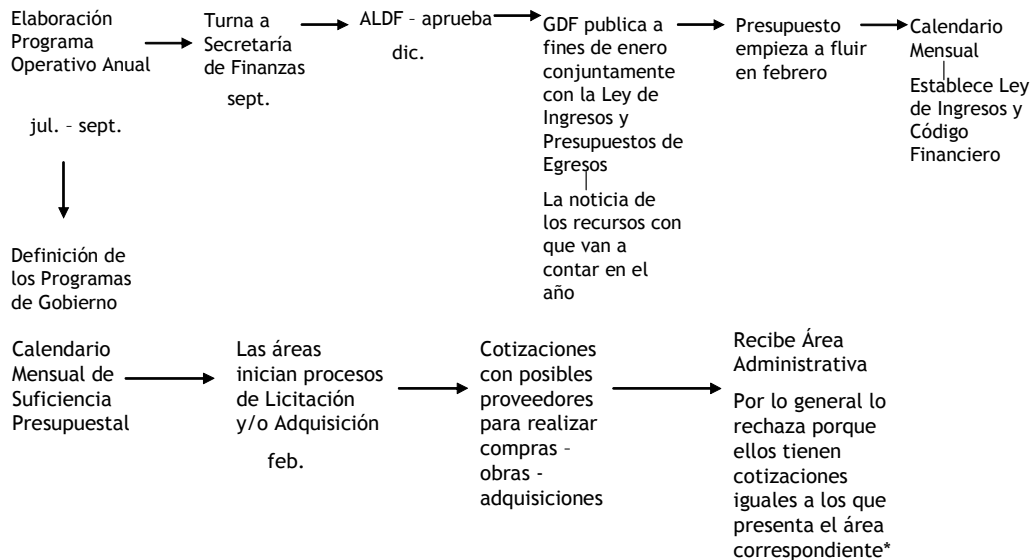 Elaboración
Programa
Operativo Anual
jul. – sept.
Definición de
los Programas
de Gobierno
Turna a
Secretaría
de Finanzas
sept.
ALDF – aprueba
dic.
GDF publica a
fines de enero
conjuntamente
con la Ley de
Ingresos y
Presupuestos de
Egresos
La noticia de
los recursos con
que van a
contar en el
año
Presupuesto
empieza a fluir
en febrero
Calendario
Mensual
Establece Ley
de Ingresos y
Código
Financiero
Calendario
Mensual de
Suficiencia
Presupuestal
Las áreas
inician procesos
de Licitación
y/o Adquisición
feb.
Cotizaciones
con posibles
proveedores
para realizar
compras –
obras -
adquisiciones
Recibe Área
Administrativa
Por lo general lo
rechaza porque
ellos tienen
cotizaciones
iguales a los que
presenta el área
correspondiente*